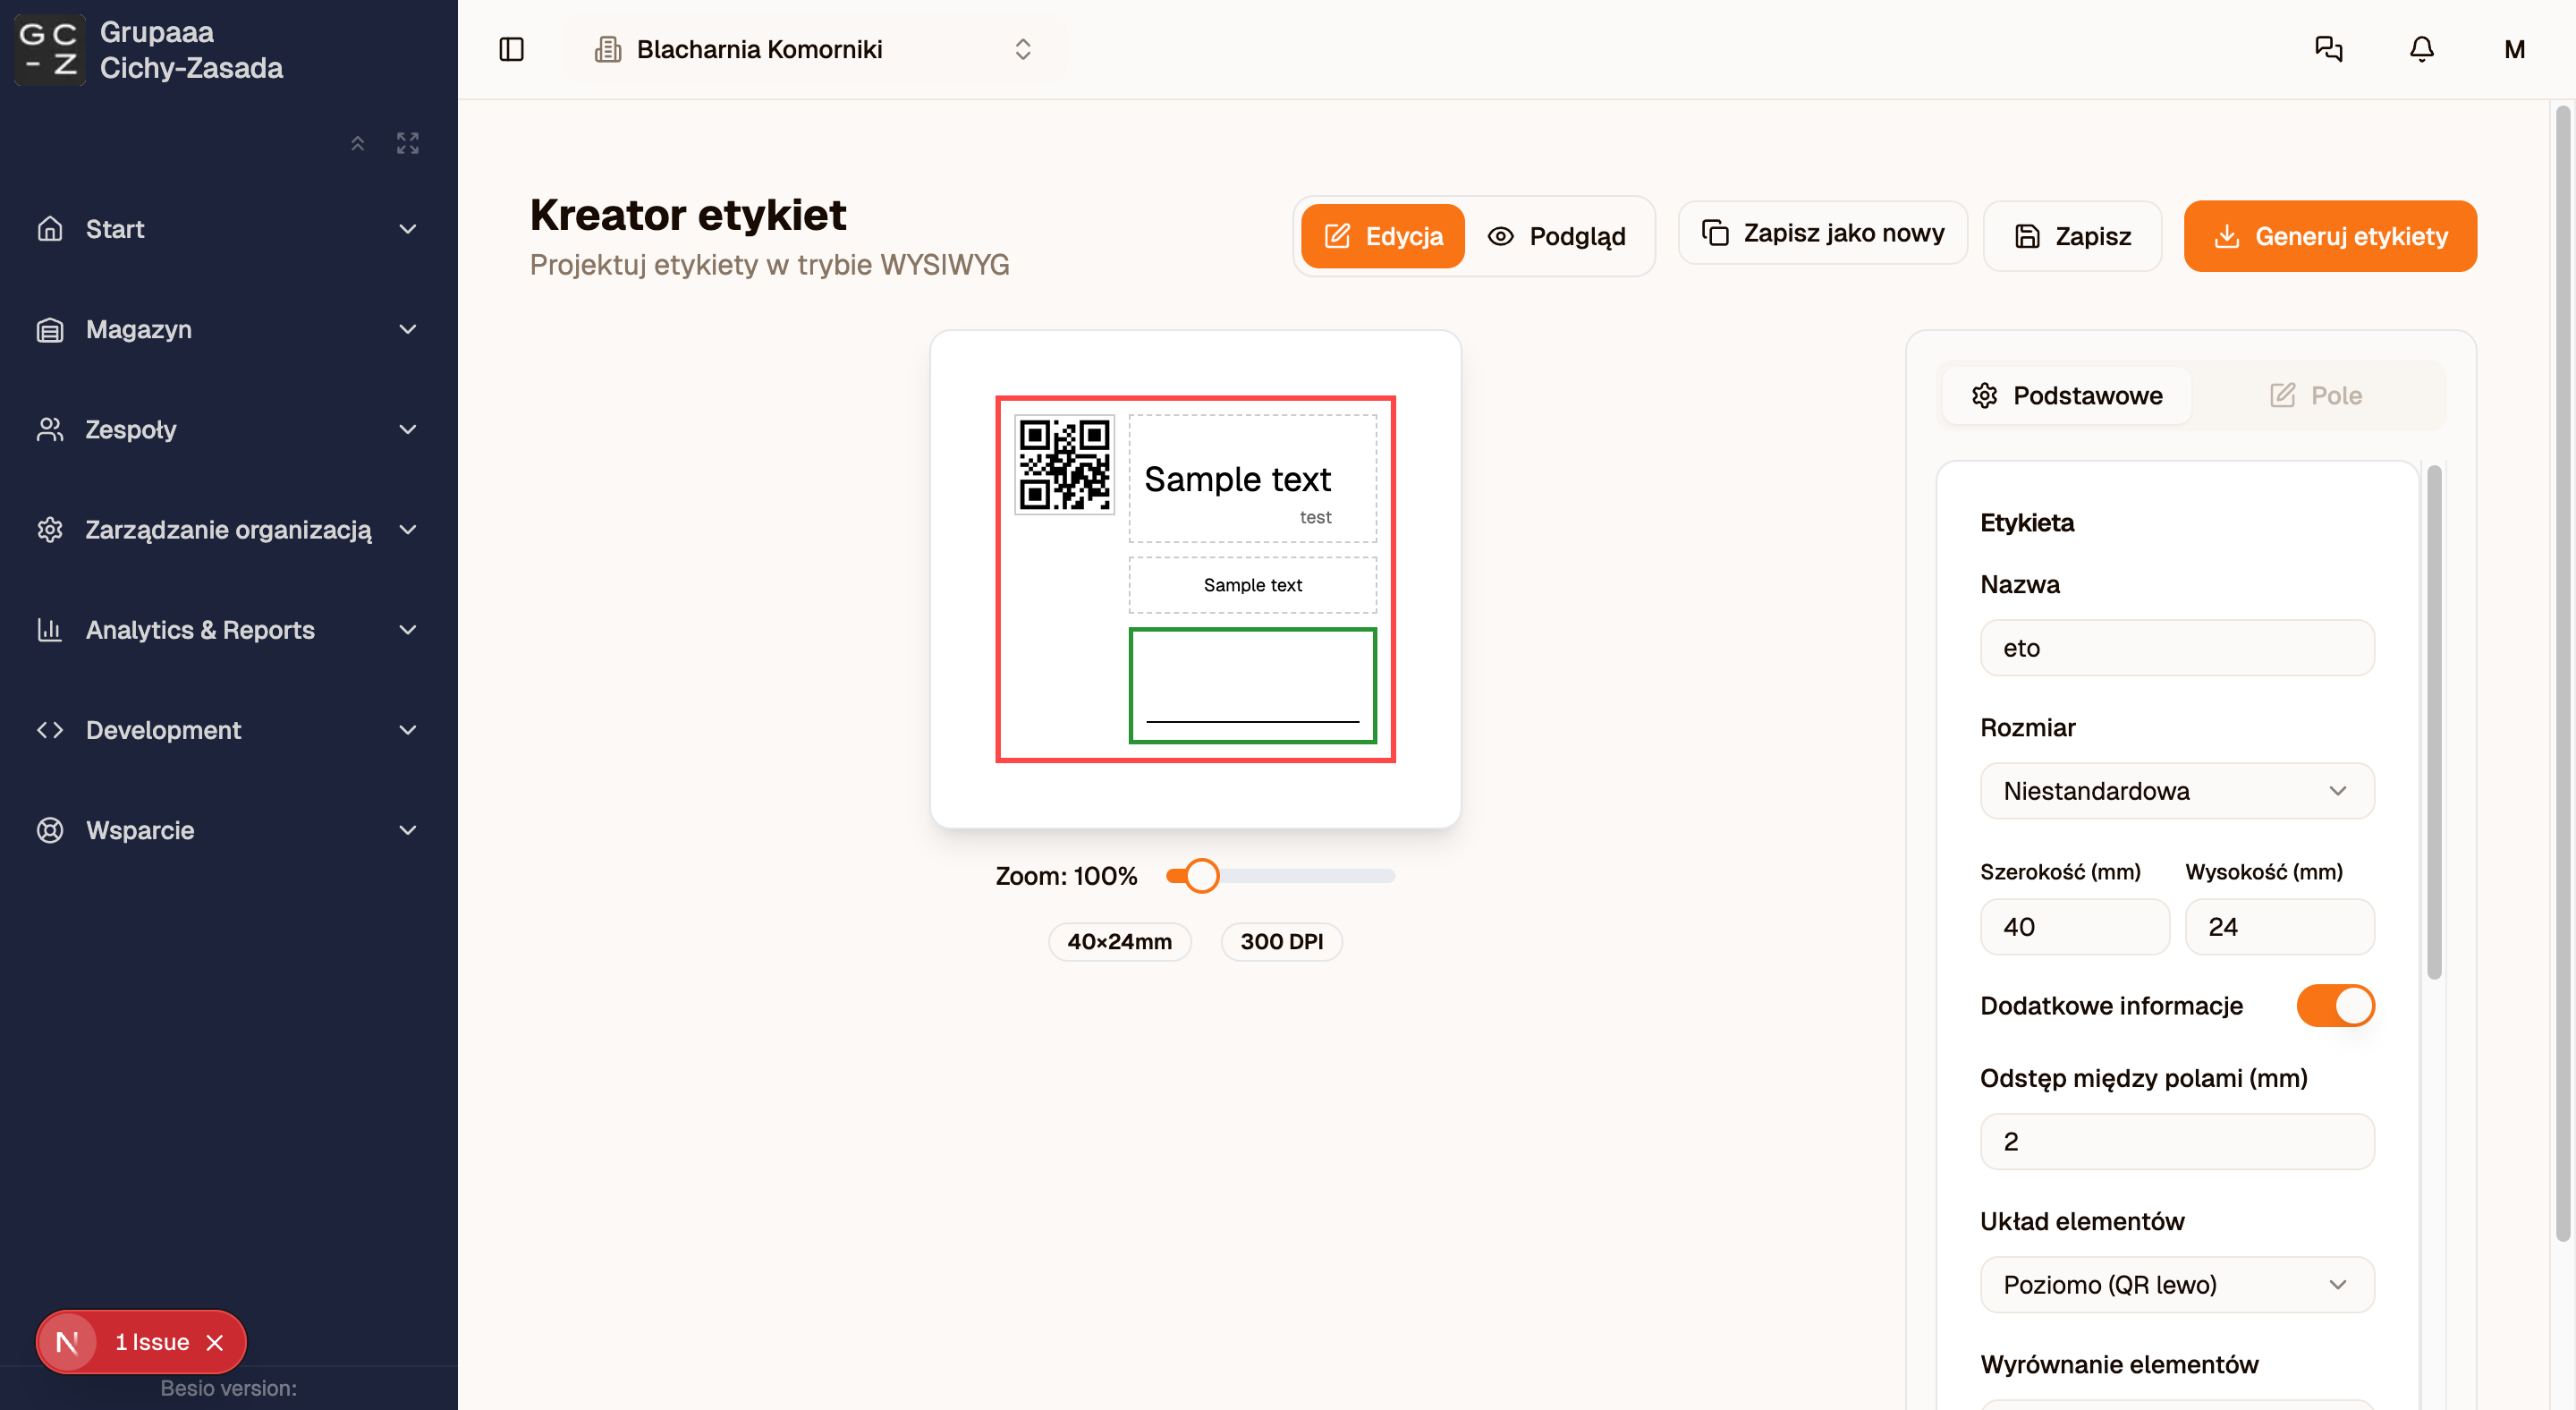 GC
-Z
Grupaaa
Cichy-Zasada
Blacharnia Komorniki
M
Start
Magazyn
Zespoły
Zarządzanie organizacją
Analytics & Reports
Development
Wsparcie
N
1 Issue
Besio version:
Kreator etykiet
Projektuj etykiety w trybie WYSIWYG
Edycja
Podgląd
Zapisz jako nowy
Zapisz
Generuj etykiety
Sample text
test
Sample text
Zoom: 100%
40×24mm
300 DPI
Podstawowe
Pole
Etykieta
Nazwa
eto
Rozmiar
Niestandardowa
Szerokość (mm)
Wysokość (mm)
40
24
Dodatkowe informacje
Odstęp między polami (mm)
2
Układ elementów
Poziomo (QR lewo)
Wyrównanie elementów